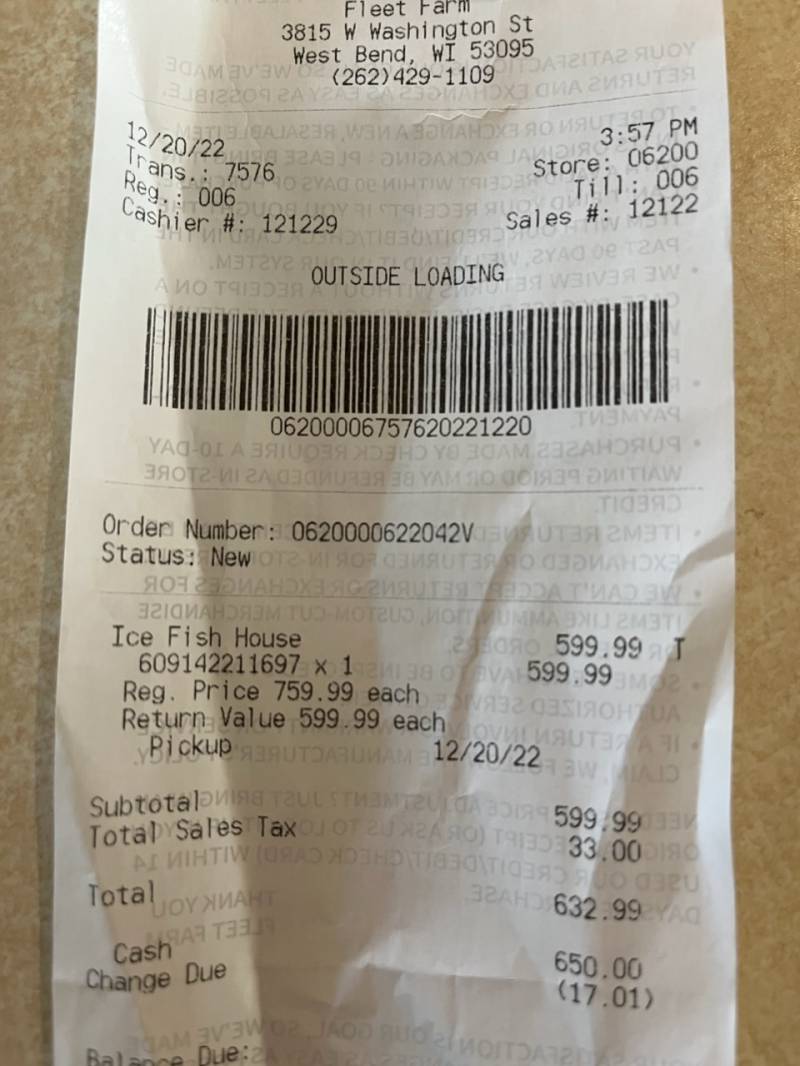 Fleet Farm
3815 W Washington St
West Bend, WI 53095
(262)429-1109
12/20/22 3:57 PM
Trans.: 7576 Store: 06200
Reg.: 006 Till: 006
Cashier #: 121229 Sales #: 12122
OUTSIDE LOADING
06200006757620221220
Order Number: 0620000622042V
Status: New
Ice Fish House 599.99 T
609142211697 x 1 599.99
Reg. Price 759.99 each
Return Value 599.99 each
Pickup 12/20/22
Subtotal 599.99
Total Sales Tax 33.00
Total 632.99
Cash 650.00
Change Due (17.01)
Balance Due: